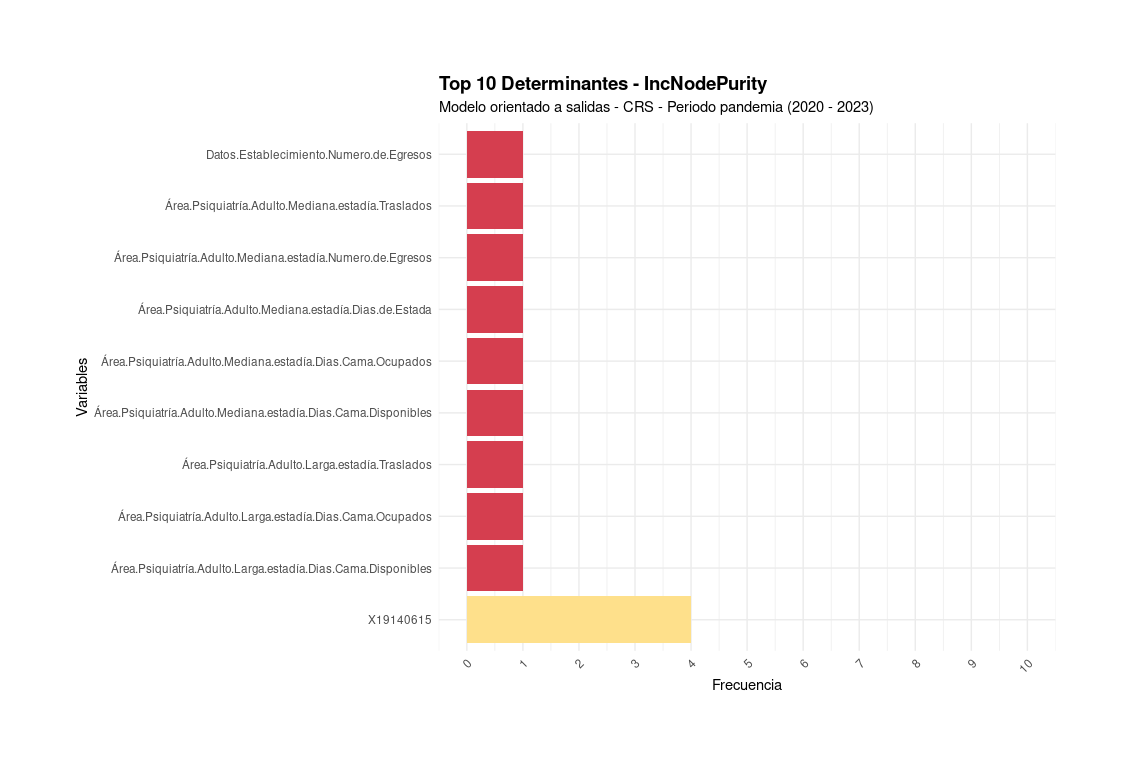 Top 10 Determinantes - IncNodePurity
Modelo orientado a salidas - CRS - Periodo pandemia (2020 - 2023)
Variables
Datos.Establecimiento.Numero.de.Egresos
Área.Psiquiatría.Adulto.Mediana.estadía.Traslados
Área.Psiquiatría.Adulto.Mediana.estadía.Numero.de.Egresos
Área.Psiquiatría.Adulto.Mediana.estadía.Dias.de.Estada
Área.Psiquiatría.Adulto.Mediana.estadía.Dias.Cama.Ocupados
Área.Psiquiatría.Adulto.Mediana.estadía.Dias.Cama.Disponibles
Área.Psiquiatría.Adulto.Larga.estadía.Traslados
Área.Psiquiatría.Adulto.Larga.estadía.Dias.Cama.Ocupados
Área.Psiquiatría.Adulto.Larga.estadía.Dias.Cama.Disponibles
X19140615
0 1 2 3 4 5 6 7 8 9 10
Frecuencia